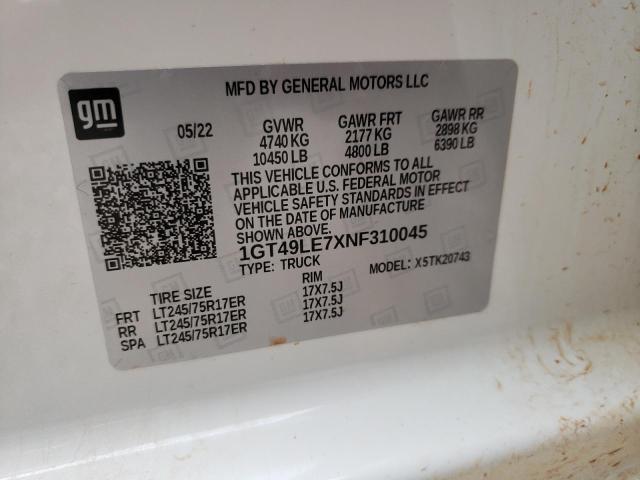 gm
MFD BY GENERAL MOTORS LLC
05/22 GVWR GAWR FRT GAWR RR
4740 KG 2177 KG 2898 KG
10450 LB 4800 LB 6390 LB
THIS VEHICLE CONFORMS TO ALL
APPLICABLE U.S. FEDERAL MOTOR
VEHICLE SAFETY STANDARDS IN EFFECT
ON THE DATE OF MANUFACTURE
SHOWN ABOVE.
1GT49LE7XNF310045
TYPE: TRUCK MODEL: X5TK20743
TIRE SIZE RIM
FRT LT245/75R17ER 17X7.5J
RR LT245/75R17ER 17X7.5J
SPA LT245/75R17ER 17X7.5J